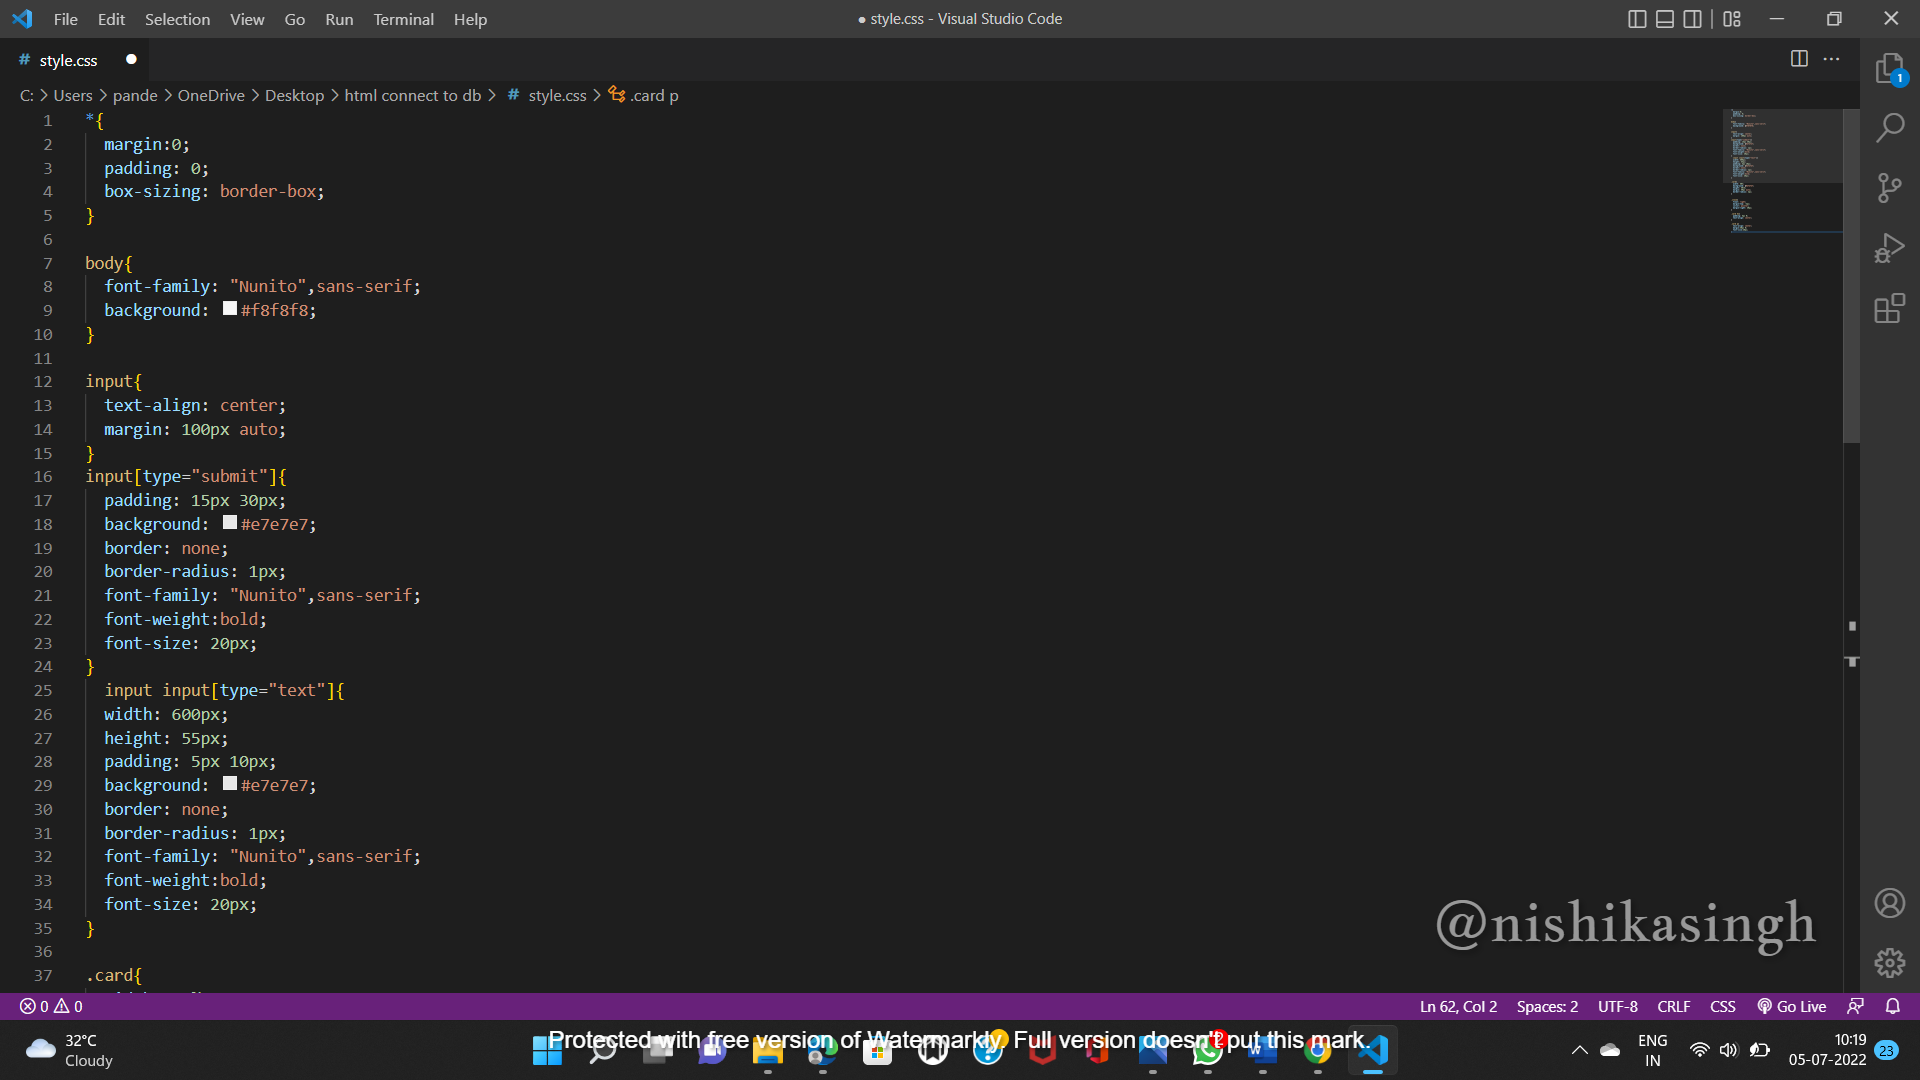 File Edit Selection View Go Run Terminal Help
● style.css - Visual Studio Code
# style.css ●
1
C: > Users > pande > OneDrive > Desktop > html connect to db > # style.css > .card p
1 *{
2 margin:0;
3 padding: 0;
4 box-sizing: border-box;
5 }
6
7 body{
8 font-family: "Nunito",sans-serif;
9 background: #f8f8f8;
10 }
11
12 input{
13 text-align: center;
14 margin: 100px auto;
15 }
16 input[type="submit"]{
17 padding: 15px 30px;
18 background: #e7e7e7;
19 border: none;
20 border-radius: 1px;
21 font-family: "Nunito",sans-serif;
22 font-weight:bold;
23 font-size: 20px;
24 }
25 input input[type="text"]{
26 width: 600px;
27 height: 55px;
28 padding: 5px 10px;
29 background: #e7e7e7;
30 border: none;
31 border-radius: 1px;
32 font-family: "Nunito",sans-serif;
33 font-weight:bold;
34 font-size: 20px;
35 }
36
37 .card{
@nishikasingh
0 0
Ln 62, Col 2 Spaces: 2 UTF-8 CRLF CSS Go Live
Protected with free version of Watermarkly. Full version doesn't put this mark.
32°C
Cloudy
ENG
IN
10:19
05-07-2022
23